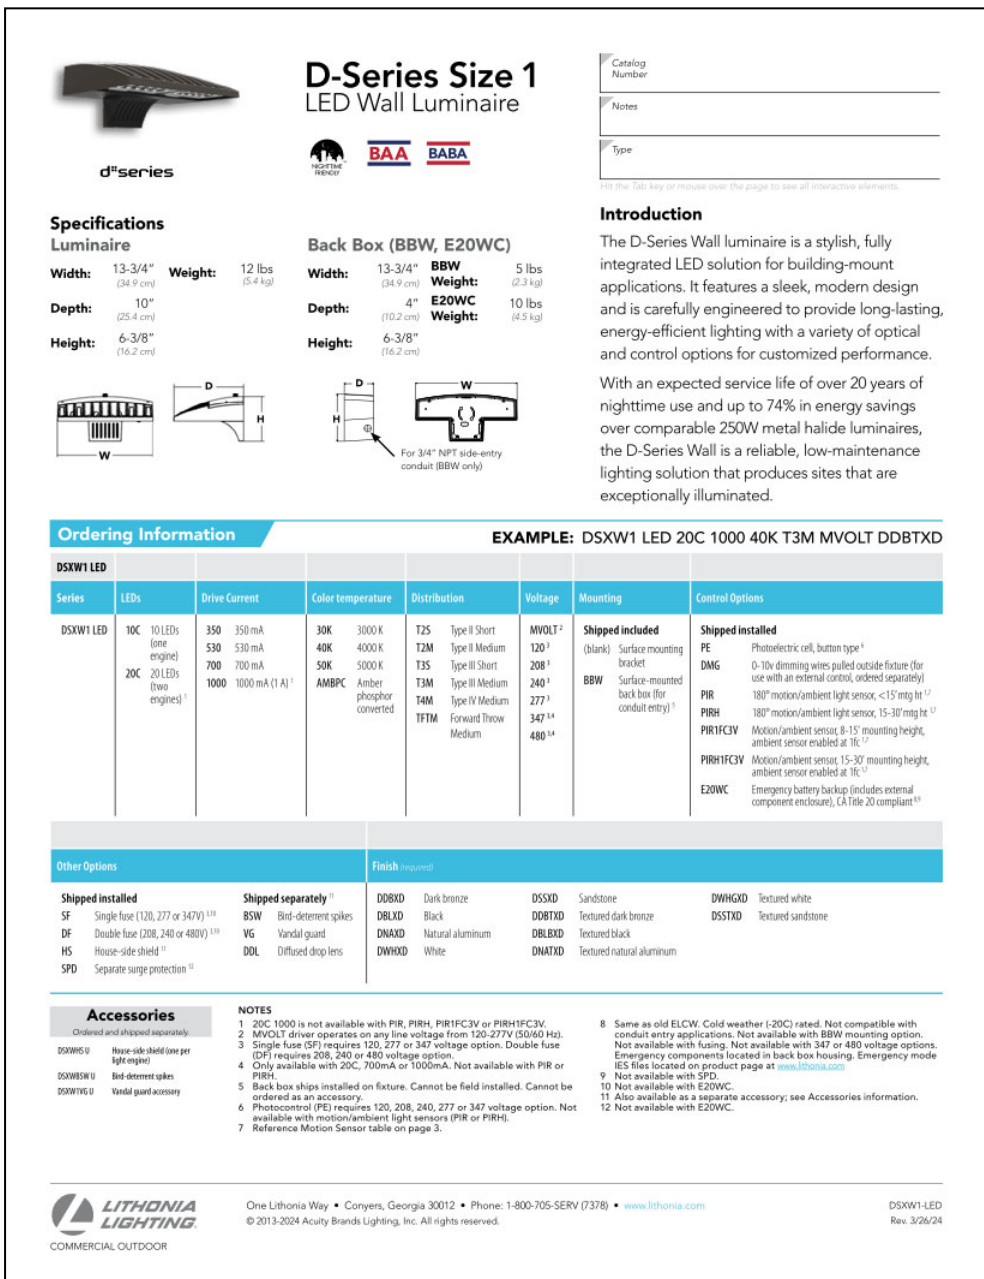 D-Series Size 1
LED Wall Luminaire
d"series
NIGHTTIME
FRIENDLY
BAA
BABA
Catalog
Number
Notes
Type
Hit the Tab key or mouse over the page to see all interactive elements.
Specifications
Luminaire
Width: 13-3/4" (34.9 cm) Weight: 12 lbs (5.4 kg)
Depth: 10" (25.4 cm)
Height: 6-3/8" (16.2 cm)
Back Box (BBW, E20WC)
Width: 13-3/4" (34.9 cm) BBW Weight: 5 lbs (2.3 kg)
Depth: 4" (10.2 cm) E20WC Weight: 10 lbs (4.5 kg)
Height: 6-3/8" (16.2 cm)
W
D
H
D
H
W
For 3/4" NPT side-entry
conduit (BBW only)
Introduction
The D-Series Wall luminaire is a stylish, fully
integrated LED solution for building-mount
applications. It features a sleek, modern design
and is carefully engineered to provide long-lasting,
energy-efficient lighting with a variety of optical
and control options for customized performance.
With an expected service life of over 20 years of
nighttime use and up to 74% in energy savings
over comparable 250W metal halide luminaires,
the D-Series Wall is a reliable, low-maintenance
lighting solution that produces sites that are
exceptionally illuminated.
Ordering Information
EXAMPLE: DSXW1 LED 20C 1000 40K T3M MVOLT DDBTXD
DSXW1 LED
Series
DSXW1 LED
LEDs
10C 10 LEDs
(one
engine)
20C 20 LEDs
(two
engines) 1
Drive Current
350 350 mA
530 530 mA
700 700 mA
1000 1000 mA (1 A) 1
Color temperature
30K 3000 K
40K 4000 K
50K 5000 K
AMBPC Amber
phosphor
converted
Distribution
T2S Type II Short
T2M Type II Medium
T3S Type III Short
T3M Type III Medium
T4M Type IV Medium
TFTM Forward Throw
Medium
Voltage
MVOLT 2
120 3
208 3
240 3
277 3
347 3,4
480 3,4
Mounting
Shipped included
(blank) Surface mounting
bracket
BBW Surface-mounted
back box (for
conduit entry) 5
Control Options
Shipped installed
PE Photoelectric cell, button type 6
DMG 0-10v dimming wires pulled outside fixture (for
use with an external control, ordered separately)
PIR 180° motion/ambient light sensor, <15' mtg ht 1,7
PIRH 180° motion/ambient light sensor, 15-30' mtg ht 1,7
PIR1FC3V Motion/ambient sensor, 8-15' mounting height,
ambient sensor enabled at 1fc 1,7
PIRH1FC3V Motion/ambient sensor, 15-30' mounting height,
ambient sensor enabled at 1fc 1,7
E20WC Emergency battery backup (includes external
component enclosure), CA Title 20 compliant 8,9
Other Options
Shipped installed
SF Single fuse (120, 277 or 347V) 3,10
DF Double fuse (208, 240 or 480V) 3,10
HS House-side shield 11
SPD Separate surge protection 12
Shipped separately 11
BSW Bird-deterrent spikes
VG Vandal guard
DDL Diffused drop lens
Finish (required)
DDBXD Dark bronze
DBLXD Black
DNAXD Natural aluminum
DWHXD White
DSSXD Sandstone
DDBTXD Textured dark bronze
DBLBXD Textured black
DNATXD Textured natural aluminum
DWHGXD Textured white
DSSTXD Textured sandstone
Accessories
Ordered and shipped separately.
DSXWHS U House-side shield (one per
light engine)
DSXWBSW U Bird-deterrent spikes
DSXW1VG U Vandal guard accessory
NOTES
1 20C 1000 is not available with PIR, PIRH, PIR1FC3V or PIRH1FC3V.
2 MVOLT driver operates on any line voltage from 120-277V (50/60 Hz).
3 Single fuse (SF) requires 120, 277 or 347 voltage option. Double fuse
(DF) requires 208, 240 or 480 voltage option.
4 Only available with 20C, 700mA or 1000mA. Not available with PIR or
PIRH.
5 Back box ships installed on fixture. Cannot be field installed. Cannot be
ordered as an accessory.
6 Photocontrol (PE) requires 120, 208, 240, 277 or 347 voltage option. Not
available with motion/ambient light sensors (PIR or PIRH).
7 Reference Motion Sensor table on page 3.
8 Same as old ELCW. Cold weather (-20C) rated. Not compatible with
conduit entry applications. Not available with BBW mounting option.
Not available with fusing. Not available with 347 or 480 voltage options.
Emergency components located in back box housing. Emergency mode
IES files located on product page at www.lithonia.com
9 Not available with SPD.
10 Not available with E20WC.
11 Also available as a separate accessory; see Accessories information.
12 Not available with E20WC.
LITHONIA
LIGHTING
COMMERCIAL OUTDOOR
One Lithonia Way • Conyers, Georgia 30012 • Phone: 1-800-705-SERV (7378) • www.lithonia.com
© 2013-2024 Acuity Brands Lighting, Inc. All rights reserved.
DSXW1-LED
Rev. 3/26/24